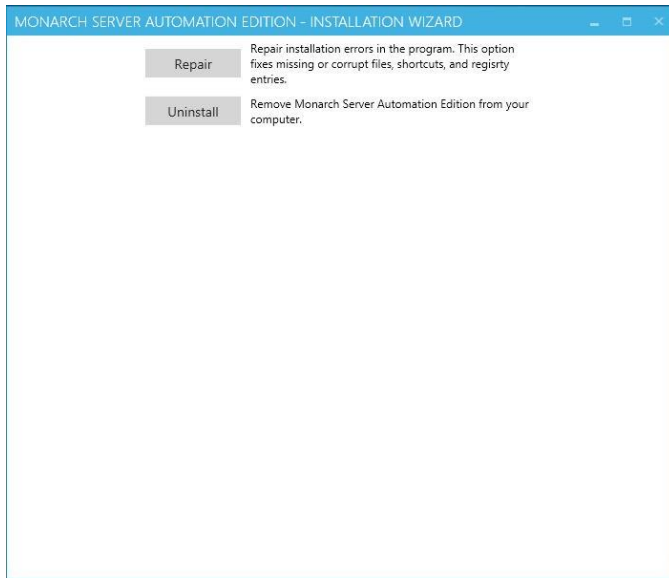 MONARCH SERVER AUTOMATION EDITION - INSTALLATION WIZARD
Repair
Repair installation errors in the program. This option
fixes missing or corrupt files, shortcuts, and regisrty
entries.
Uninstall
Remove Monarch Server Automation Edition from your
computer.